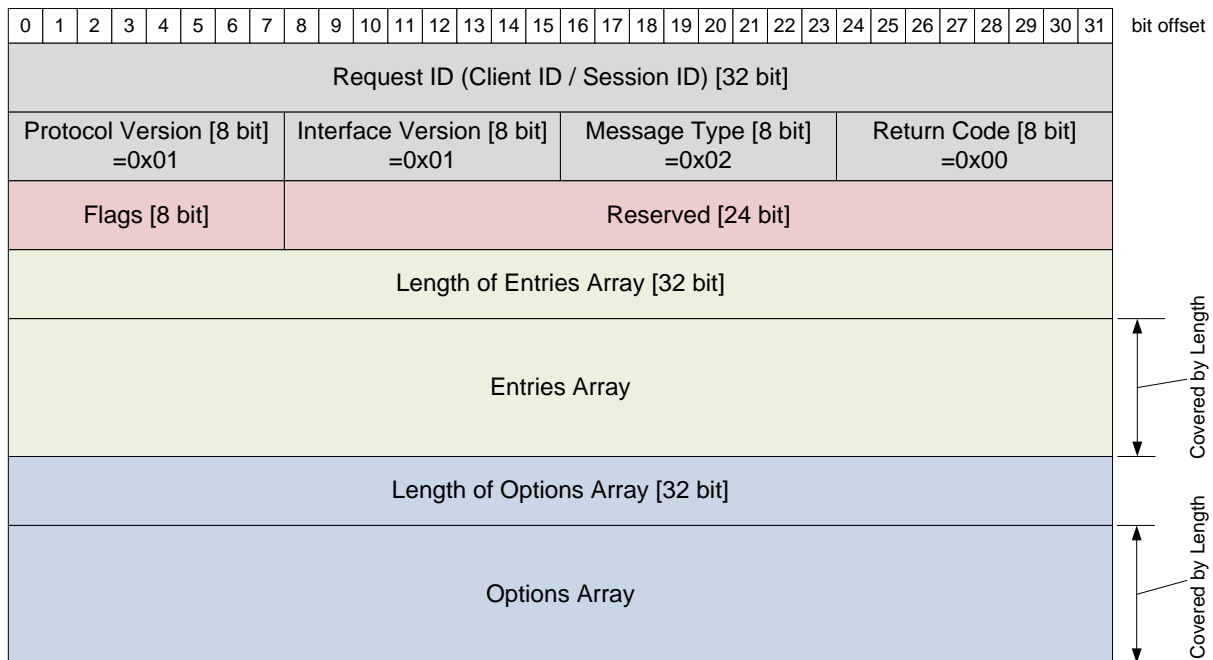 0 1 2 3 4 5 6 7 8 9 10 11 12 13 14 15 16 17 18 19 20 21 22 23 24 25 26 27 28 29 30 31 bit offset
Request ID (Client ID / Session ID) [32 bit]
Protocol Version [8 bit] Interface Version [8 bit] Message Type [8 bit] Return Code [8 bit]
=0x01 =0x01 =0x02 =0x00
Flags [8 bit] Reserved [24 bit]
Length of Entries Array [32 bit]
Entries Array
Covered by Length
Length of Options Array [32 bit]
Options Array
Covered by Length